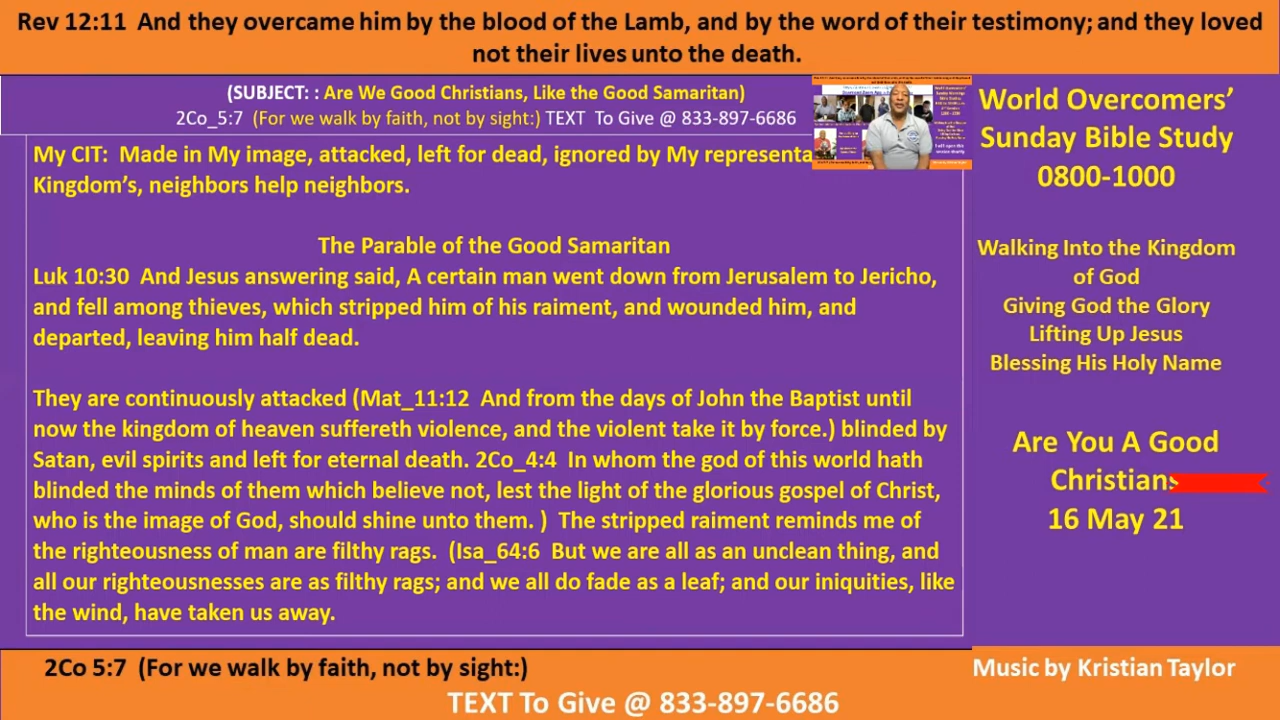 Rev 12:11 And they overcame him by the blood of the Lamb, and by the word of their testimony; and they loved
not their lives unto the death.
(SUBJECT: : Are We Good Christians, Like the Good Samaritan)
2Co_5:7 (For we walk by faith, not by sight:) TEXT To Give @ 833-897-6686
My CIT: Made in My image, attacked, left for dead, ignored by My representa
Kingdom's, neighbors help neighbors.
The Parable of the Good Samaritan
Luk 10:30 And Jesus answering said, A certain man went down from Jerusalem to Jericho,
and fell among thieves, which stripped him of his raiment, and wounded him, and
departed, leaving him half dead.
They are continuously attacked (Mat_11:12 And from the days of John the Baptist until
now the kingdom of heaven suffereth violence, and the violent take it by force.) blinded by
Satan, evil spirits and left for eternal death. 2Co_4:4 In whom the god of this world hath
blinded the minds of them which believe not, lest the light of the glorious gospel of Christ,
who is the image of God, should shine unto them. ) The stripped raiment reminds me of
the righteousness of man are filthy rags. (Isa_64:6 But we are all as an unclean thing, and
all our righteousnesses are as filthy rags; and we all do fade as a leaf; and our iniquities, like
the wind, have taken us away.
World Overcomers'
Sunday Bible Study
0800-1000
Walking Into the Kingdom
of God
Giving God the Glory
Lifting Up Jesus
Blessing His Holy Name
Are You A Good
Christians
16 May 21
2Co 5:7 (For we walk by faith, not by sight:)
Music by Kristian Taylor
TEXT To Give @ 833-897-6686